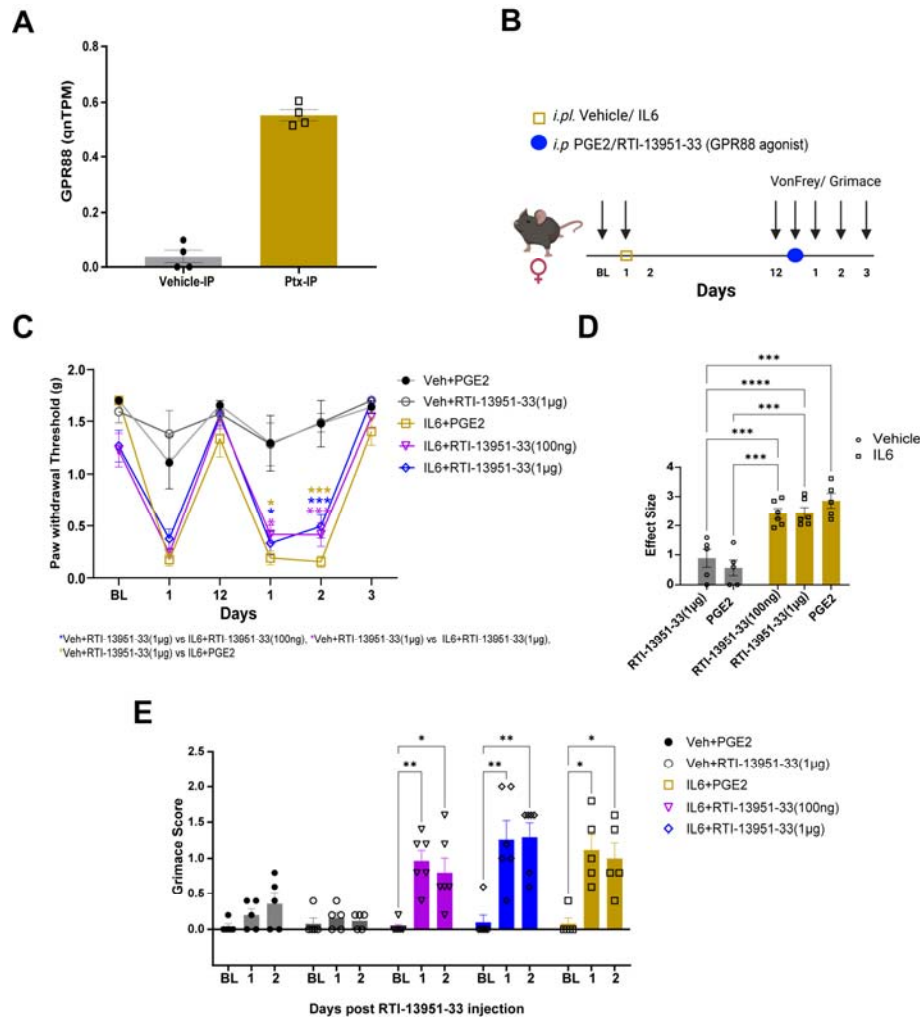 A
GPR88 (qnTPM)
0.8
0.6
0.4
0.2
0.0
Vehicle-IP
Ptx-IP
B
i.pl. Vehicle/ IL6
i.p PGE2/RTI-13951-33 (GPR88 agonist)
VonFrey/ Grimace
BL 1 2 12 1 2 3
Days
C
Paw withdrawal Threshold (g)
2.0
1.5
1.0
0.5
0.0
BL 1 12 1 2 3
Days
* *** 
* *** 
* ***
Veh+PGE2
Veh+RTI-13951-33(1µg)
IL6+PGE2
IL6+RTI-13951-33(100ng)
IL6+RTI-13951-33(1µg)
*Veh+RTI-13951-33(1µg) vs IL6+RTI-13951-33(100ng), *Veh+RTI-13951-33(1µg) vs IL6+RTI-13951-33(1µg),
*Veh+RTI-13951-33(1µg) vs IL6+PGE2
D
***
****
***
***
***
Vehicle
IL6
Effect Size
4
3
2
1
0
RTI-13951-33(1µg)
PGE2
RTI-13951-33(100ng)
RTI-13951-33(1µg)
PGE2
E
Grimace Score
2.5
2.0
1.5
1.0
0.5
0.0
* ** *
** ** *
BL 1 2 BL 1 2 BL 1 2 BL 1 2 BL 1 2
Days post RTI-13951-33 injection
Veh+PGE2
Veh+RTI-13951-33(1µg)
IL6+PGE2
IL6+RTI-13951-33(100ng)
IL6+RTI-13951-33(1µg)